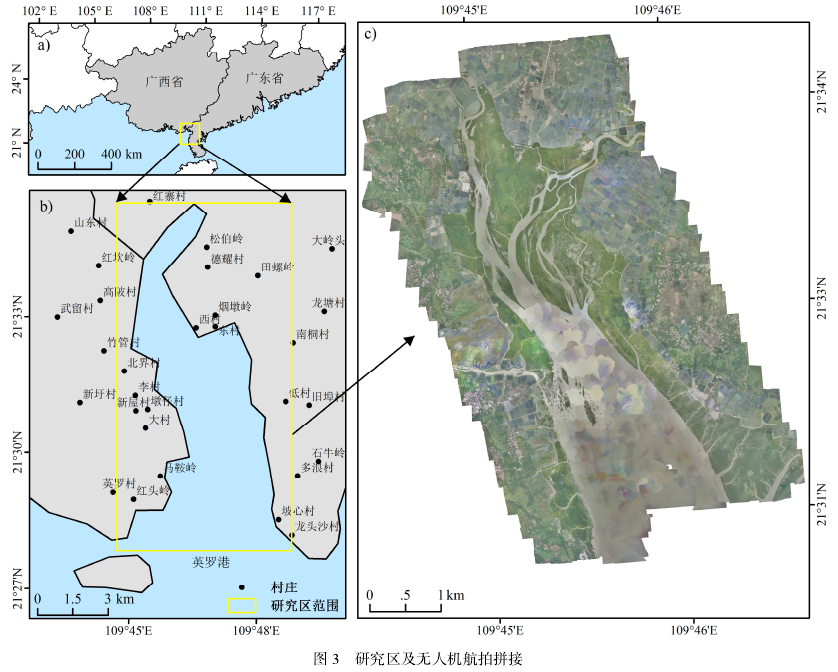 102° E 105°E 108° E 111°E 114° E 117°E
109°45′E 109°46′E
a)
c)
24°N
广西省 广东省
21°N
0 200 400 km
21°34′N
b)
红寨村
山东村
松伯岭 大岭头
红坎岭 德耀村 田螺岭
高陂村
武留村 烟墩岭 龙塘村
西村 东村
南桐村
竹管村
北界村
李村
新圩村 新屋村 墩仔村 低村 旧埠村
大村
石牛岭
马鞍岭 多浪村
英罗村 红头岭
坡心村
龙头沙村
英罗港
村庄
研究区范围
0 1.5 3 km
21°33′N
21°30′N
21°27′N
109°45′E 109°48′E
21°33′N
21°31′N
0 .5 1 km
109°45′E 109°46′E
图 3 研究区及无人机航拍拼接